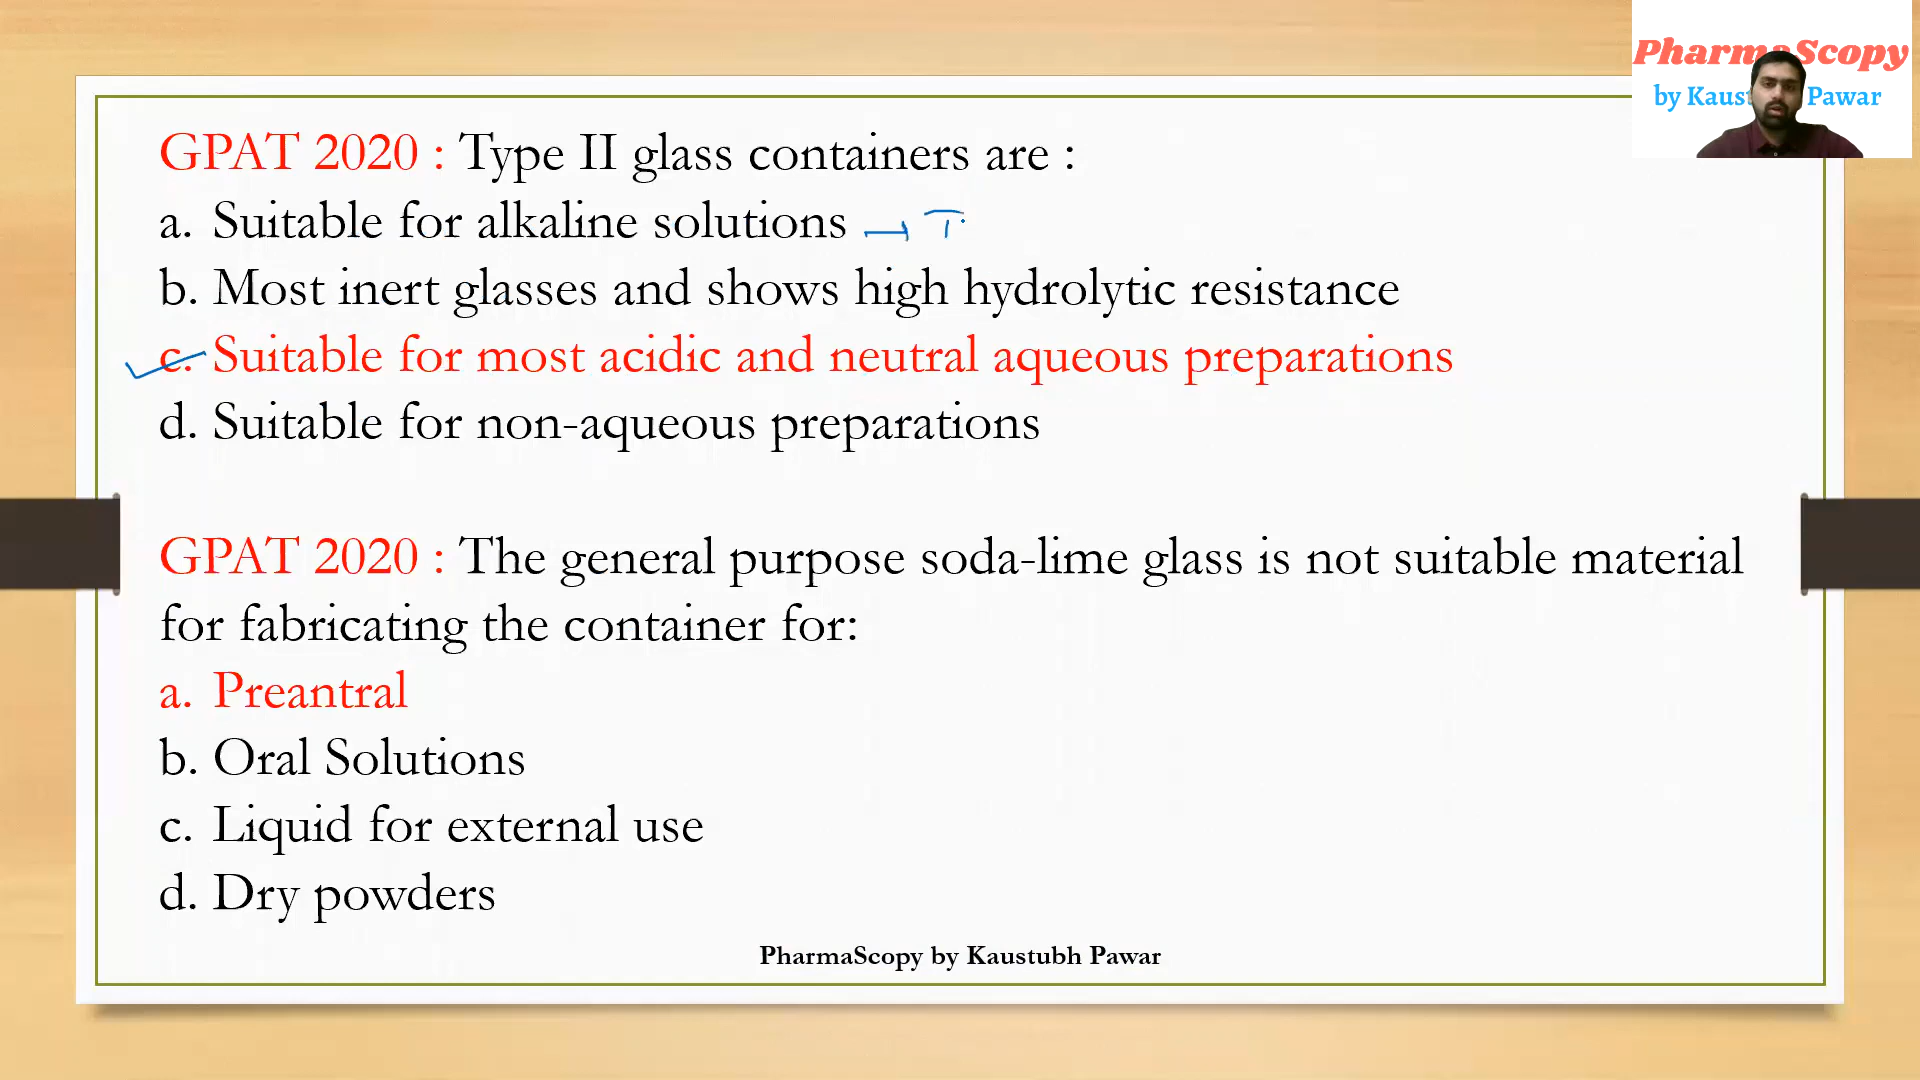 PharmaScopy
by Kaustubh Pawar
GPAT 2020 : Type II glass containers are :
a. Suitable for alkaline solutions → T
b. Most inert glasses and shows high hydrolytic resistance
c. Suitable for most acidic and neutral aqueous preparations
d. Suitable for non-aqueous preparations
GPAT 2020 : The general purpose soda-lime glass is not suitable material
for fabricating the container for:
a. Preantral
b. Oral Solutions
c. Liquid for external use
d. Dry powders
PharmaScopy by Kaustubh Pawar